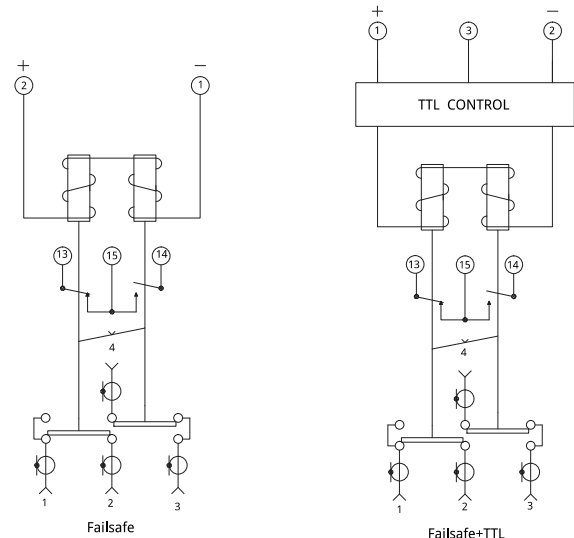 + −
2 1
13 15 14
4
1 2 3
Failsafe
+ −
1 3 2
TTL CONTROL
13 15 14
4
1 2 3
Failsafe+TTL